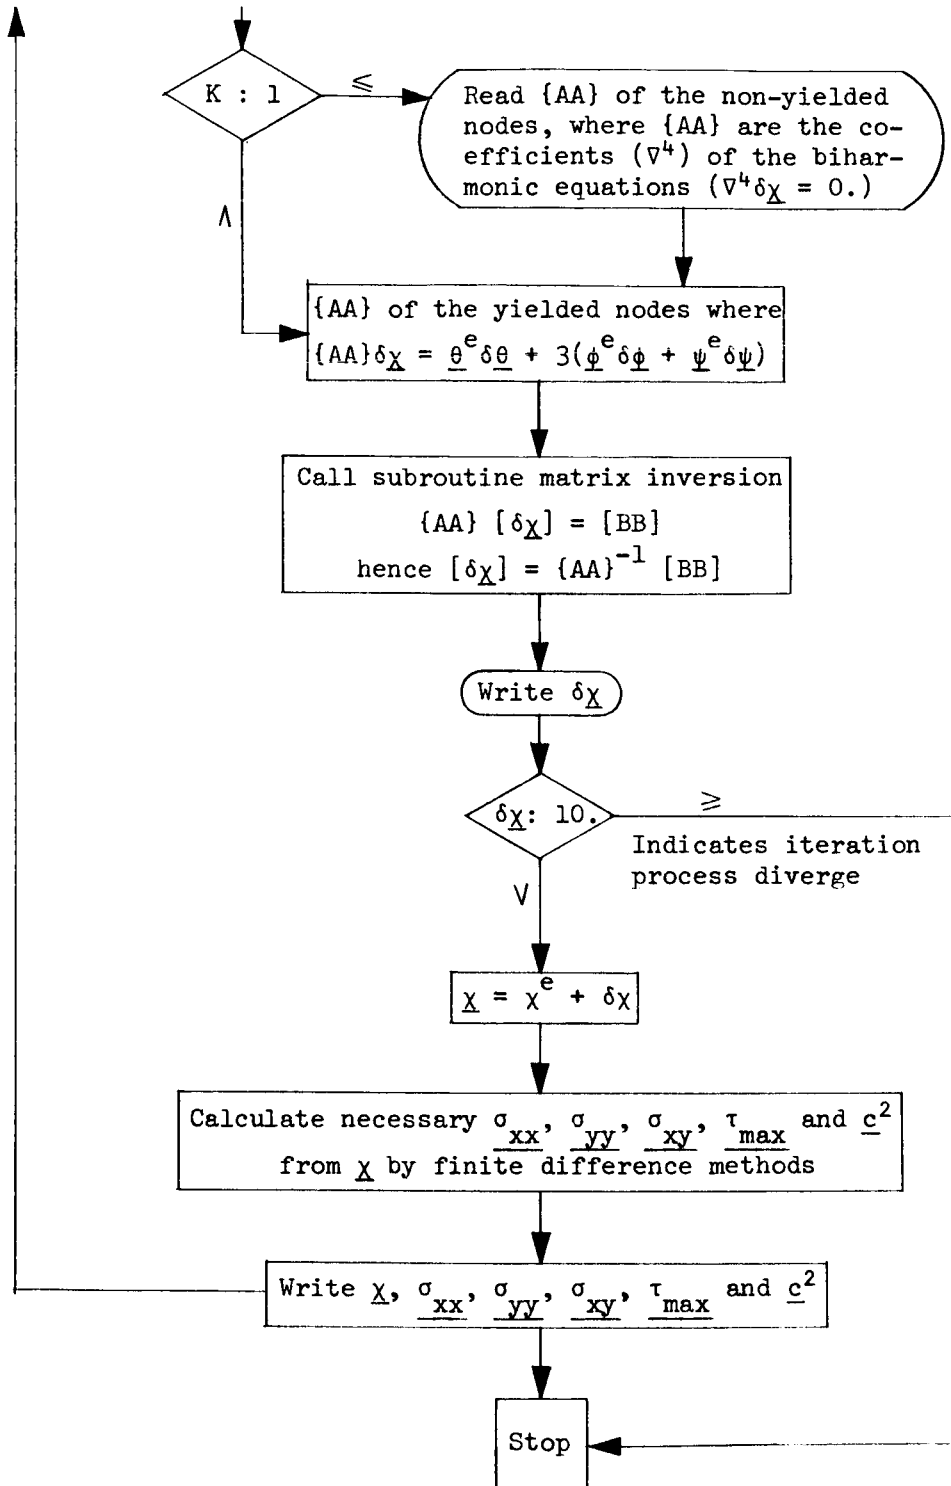 K : 1
≤
Read {AA} of the non-yielded
nodes, where {AA} are the co-
efficients (∇⁴) of the bihar-
monic equations (∇⁴δχ = 0.)
∧
{AA} of the yielded nodes where
{AA}δχ = θᵉδθ + 3(ϕᵉδϕ + ψᵉδψ)
Call subroutine matrix inversion
{AA} [δχ] = [BB]
hence [δχ] = {AA}⁻¹ [BB]
Write δχ
δχ: 10.
≥
Indicates iteration
process diverge
∨
χ = χᵉ + δχ
Calculate necessary σxx, σyy, σxy, τmax and c²
from χ by finite difference methods
Write χ, σxx, σyy, σxy, τmax and c²
Stop